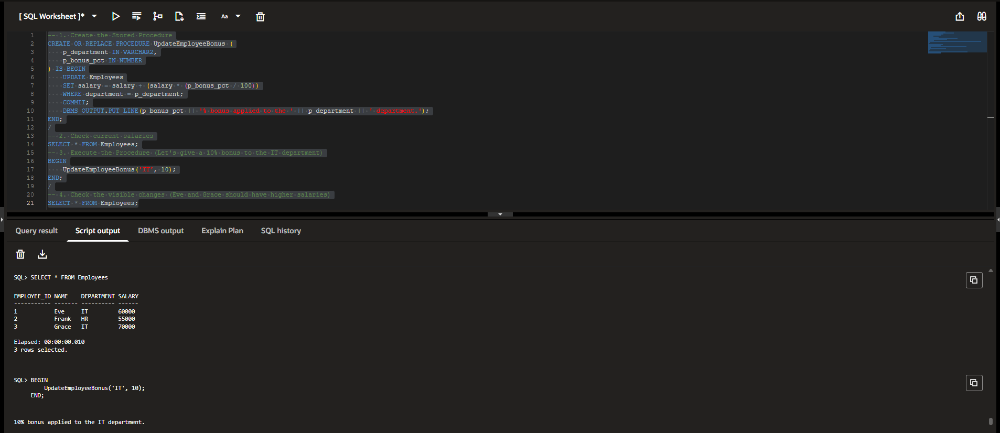 [ SQL Worksheet ]*
Aa
1 -- 1. Create the Stored Procedure
2 CREATE OR REPLACE PROCEDURE UpdateEmployeeBonus (
3     p_department IN VARCHAR2,
4     p_bonus_pct IN NUMBER
5 ) IS BEGIN
6     UPDATE Employees
7     SET salary = salary + (salary * (p_bonus_pct / 100))
8     WHERE department = p_department;
9     COMMIT;
10     DBMS_OUTPUT.PUT_LINE(p_bonus_pct || '% bonus applied to the ' || p_department || ' department.');
11 END;
12 /
13 -- 2. Check current salaries
14 SELECT * FROM Employees;
15 -- 3. Execute the Procedure (Let's give a 10% bonus to the IT department)
16 BEGIN
17     UpdateEmployeeBonus('IT', 10);
18 END;
19 /
20 -- 4. Check the visible changes (Eve and Grace should have higher salaries)
21 SELECT * FROM Employees;
Query result Script output DBMS output Explain Plan SQL history
SQL> SELECT * FROM Employees
EMPLOYEE_ID NAME    DEPARTMENT SALARY
----------- ------- ---------- ------
1           Eve     IT         60000
2           Frank   HR         55000
3           Grace   IT         70000
Elapsed: 00:00:00.010
3 rows selected.
SQL> BEGIN
         UpdateEmployeeBonus('IT', 10);
     END;
10% bonus applied to the IT department.